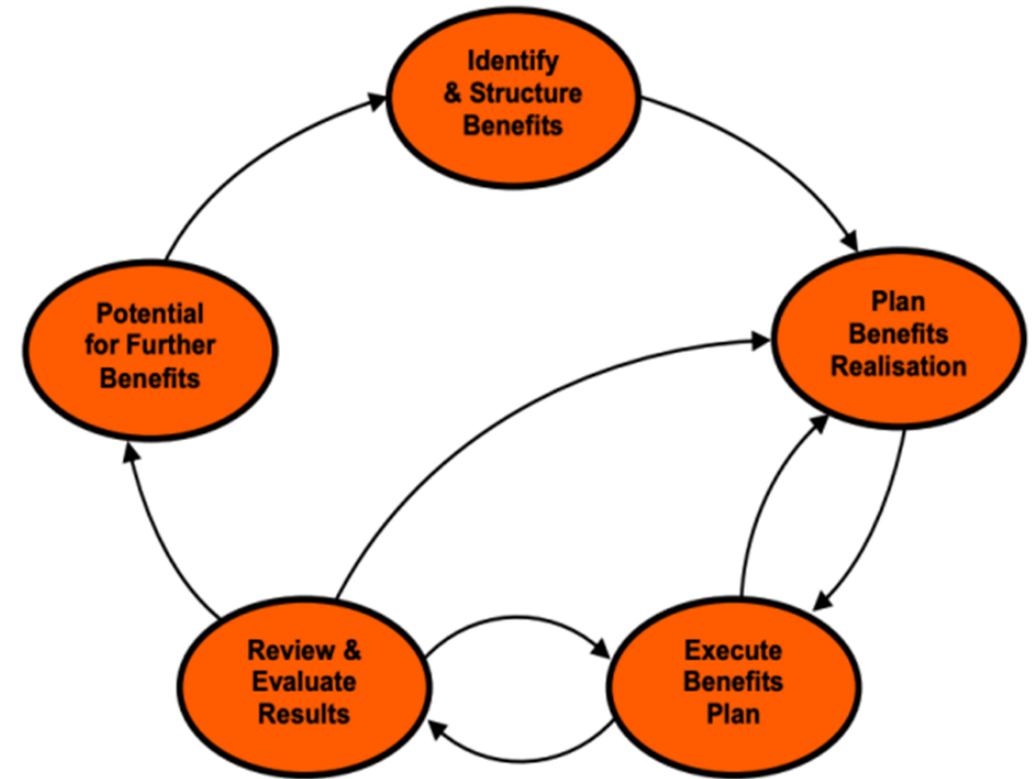 Identify
& Structure
Benefits
Plan
Benefits
Realisation
Execute
Benefits
Plan
Review &
Evaluate
Results
Potential
for Further
Benefits